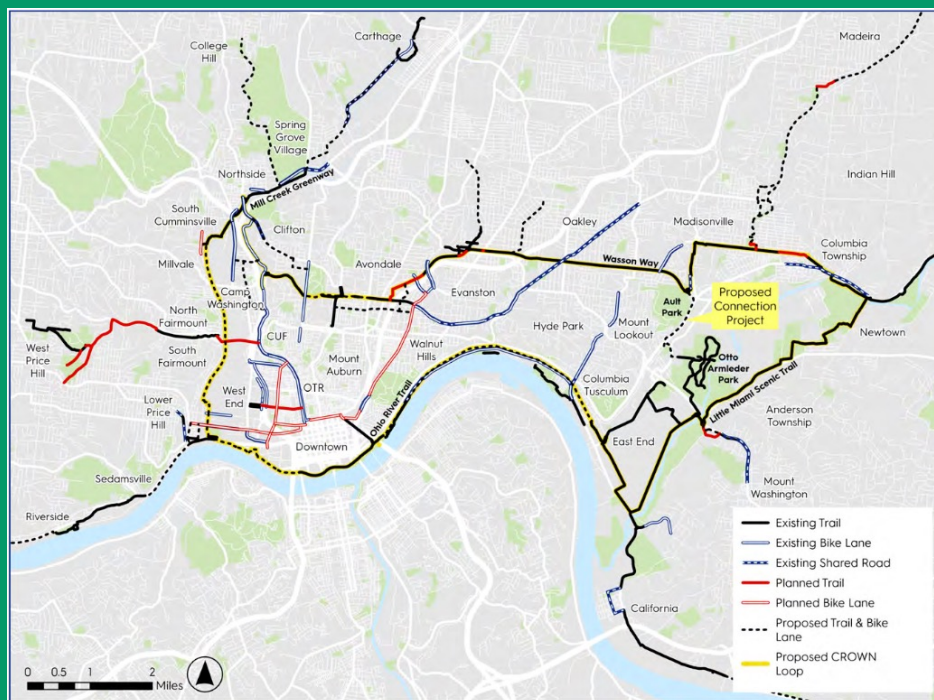 Carthage
Madeira
College
Hill
Spring
Grove
Village
Northside
Mill Creek Greenway
Indian Hill
South
Cumminsville
Clifton
Oakley
Madisonville
Columbia
Township
Millvale
Avondale
Wasson Way
Camp
Washington
Evanston
Ault
Park
Proposed
Connection
Project
North
Fairmount
Hyde Park
Mount
Lookout
Newtown
West
Price
Hill
South
Fairmount
CUF
Mount
Auburn
Walnut
Hills
Otto
Armleder
Park
West
End
OTR
Ohio River Trail
Columbia
Tusculum
Little Miami Scenic Trail
Lower
Price
Hill
Anderson
Township
Downtown
East End
Sedamsville
Mount
Washington
Riverside
California
Existing Trail
Existing Bike Lane
Existing Shared Road
Planned Trail
Planned Bike Lane
Proposed Trail & Bike
Lane
Proposed CROWN
Loop
0 0.5 1 2
Miles